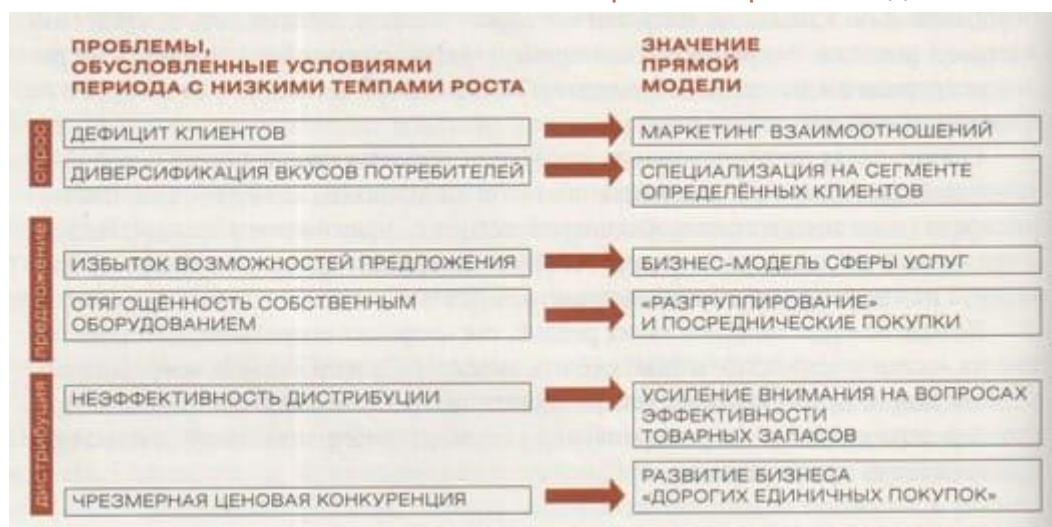 ПРОБЛЕМЫ,
ОБУСЛОВЛЕННЫЕ УСЛОВИЯМИ
ПЕРИОДА С НИЗКИМИ ТЕМПАМИ РОСТА
ЗНАЧЕНИЕ
ПРЯМОЙ
МОДЕЛИ
спрос
ДЕФИЦИТ КЛИЕНТОВ
МАРКЕТИНГ ВЗАИМООТНОШЕНИЙ
ДИВЕРСИФИКАЦИЯ ВКУСОВ ПОТРЕБИТЕЛЕЙ
СПЕЦИАЛИЗАЦИЯ НА СЕГМЕНТЕ
ОПРЕДЕЛЁННЫХ КЛИЕНТОВ
предложение
ИЗБЫТОК ВОЗМОЖНОСТЕЙ ПРЕДЛОЖЕНИЯ
БИЗНЕС-МОДЕЛЬ СФЕРЫ УСЛУГ
ОТЯГОЩЁННОСТЬ СОБСТВЕННЫМ
ОБОРУДОВАНИЕМ
«РАЗГРУППИРОВАНИЕ»
И ПОСРЕДНИЧЕСКИЕ ПОКУПКИ
дистрибуция
НЕЭФФЕКТИВНОСТЬ ДИСТРИБУЦИИ
УСИЛЕНИЕ ВНИМАНИЯ НА ВОПРОСАХ
ЭФФЕКТИВНОСТИ
ТОВАРНЫХ ЗАПАСОВ
ЧРЕЗМЕРНАЯ ЦЕНОВАЯ КОНКУРЕНЦИЯ
РАЗВИТИЕ БИЗНЕСА
«ДОРОГИХ ЕДИНИЧНЫХ ПОКУПОК»